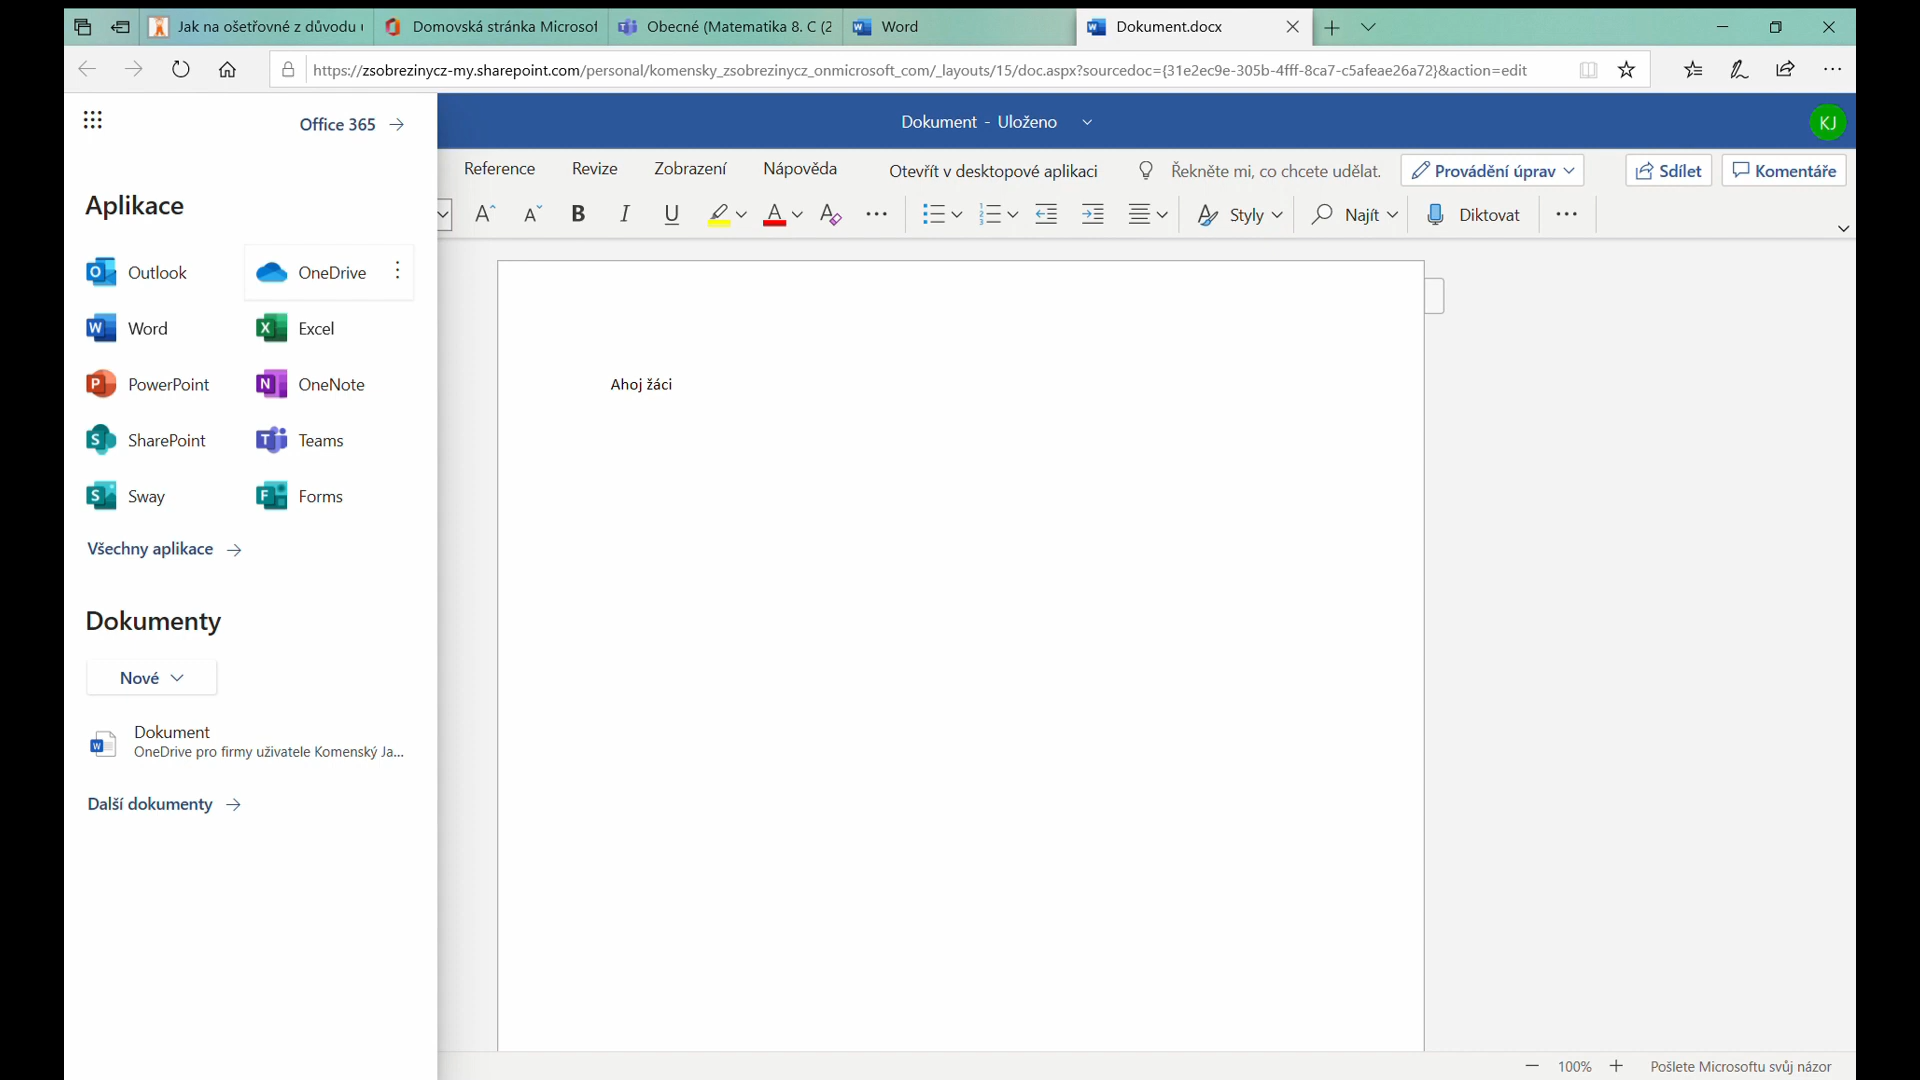 Jak na ošetřovné z důvodu
Domovská stránka Microsof
Obecné (Matematika 8. C (2
Word
Dokument.docx
https://zsobrezinycz-my.sharepoint.com/personal/komensky_zsobrezinycz_onmicrosoft_com/_layouts/15/doc.aspx?sourcedoc={31e2ec9e-305b-4fff-8ca7-c5afeae26a72}&action=edit
Office 365
Dokument - Uloženo
KJ
Reference Revize Zobrazení Nápověda Otevřít v desktopové aplikaci Řekněte mi, co chcete udělat. Provádění úprav Sdílet Komentáře
Styly Najít Diktovat
Aplikace
Outlook OneDrive
Word Excel
PowerPoint OneNote
SharePoint Teams
Sway Forms
Všechny aplikace
Dokumenty
Nové
Dokument
OneDrive pro firmy uživatele Komenský Ja...
Další dokumenty
Ahoj žáci
100% Pošlete Microsoftu svůj názor